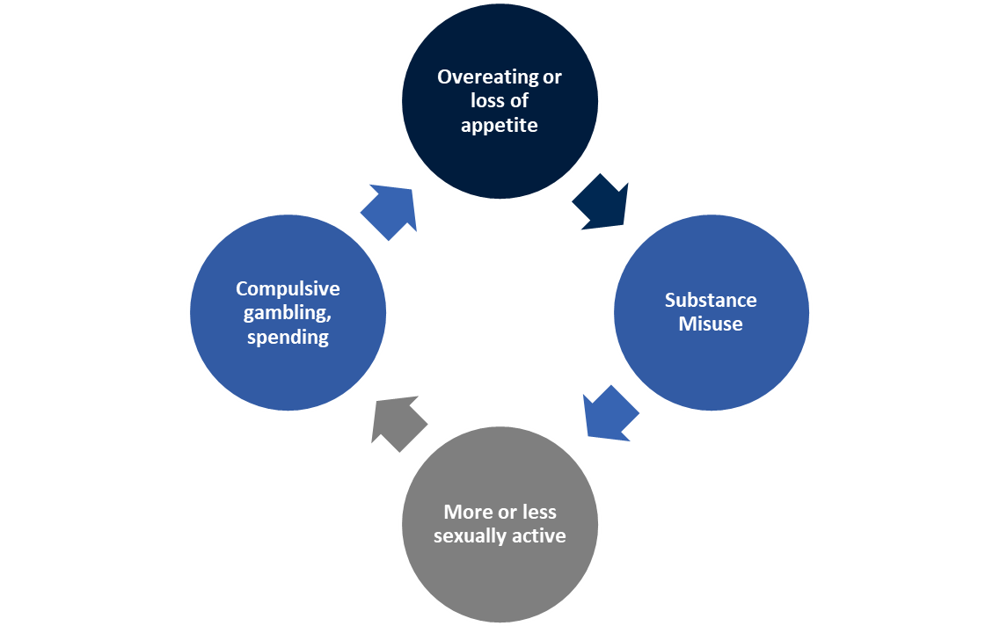 Overeating or
loss of
appetite
Substance
Misuse
More or less
sexually active
Compulsive
gambling,
spending